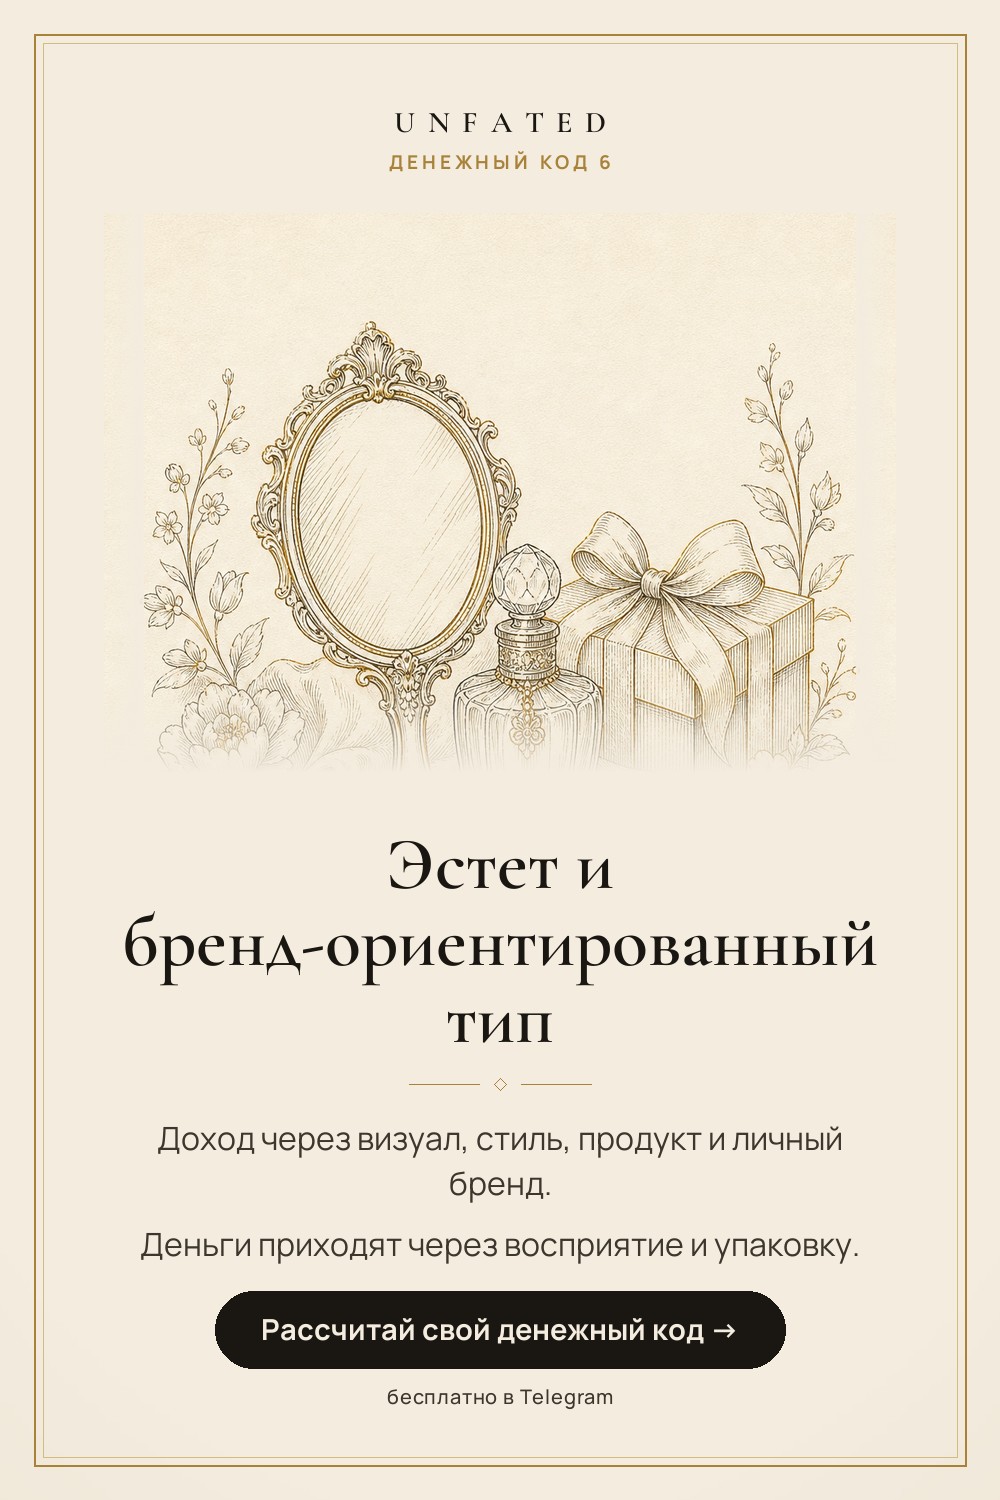 UNFATED
ДЕНЕЖНЫЙ КОД 6
Эстет и
бренд-ориентированный
тип
Доход через визуал, стиль, продукт и личный
бренд.
Деньги приходят через восприятие и упаковку.
Рассчитай свой денежный код →
бесплатно в Telegram